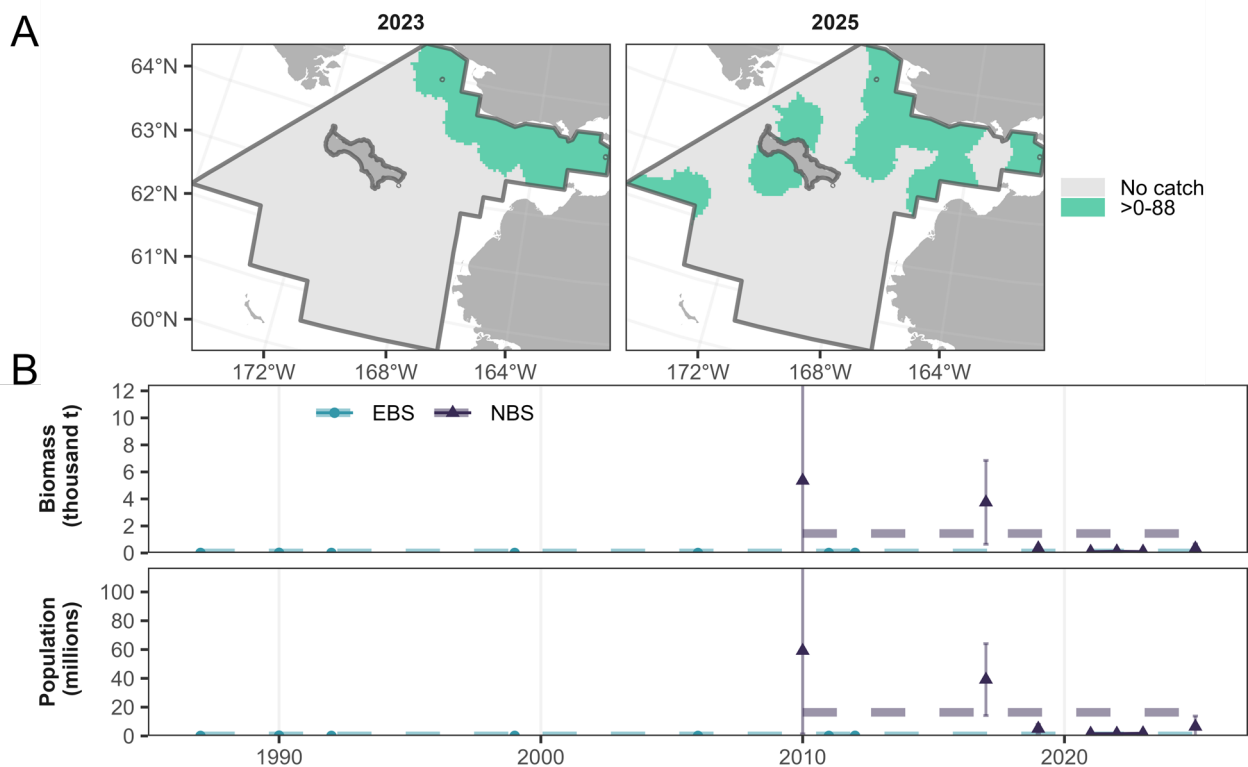 A
2023
2025
64°N
63°N
62°N
61°N
60°N
No catch
>0-88
172°W
168°W
164°W
172°W
168°W
164°W
B
Biomass
(thousand t)
12
10
8
6
4
2
0
EBS
NBS
Population
(millions)
100
80
60
40
20
0
1990
2000
2010
2020